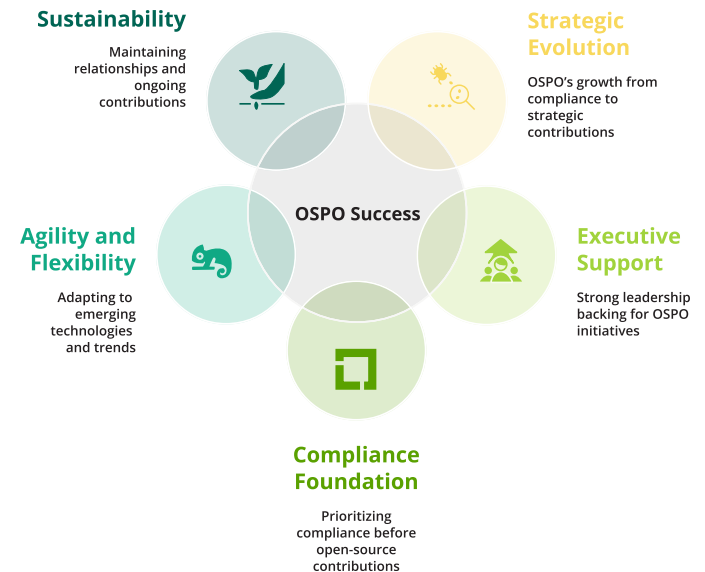 Sustainability
Maintaining
relationships and
ongoing
contributions
Strategic
Evolution
OSPO’s growth from
compliance to
strategic
contributions
OSPO Success
Agility and
Flexibility
Adapting to
emerging
technologies
and trends
Executive
Support
Strong leadership
backing for OSPO
initiatives
Compliance
Foundation
Prioritizing
compliance before
open-source
contributions